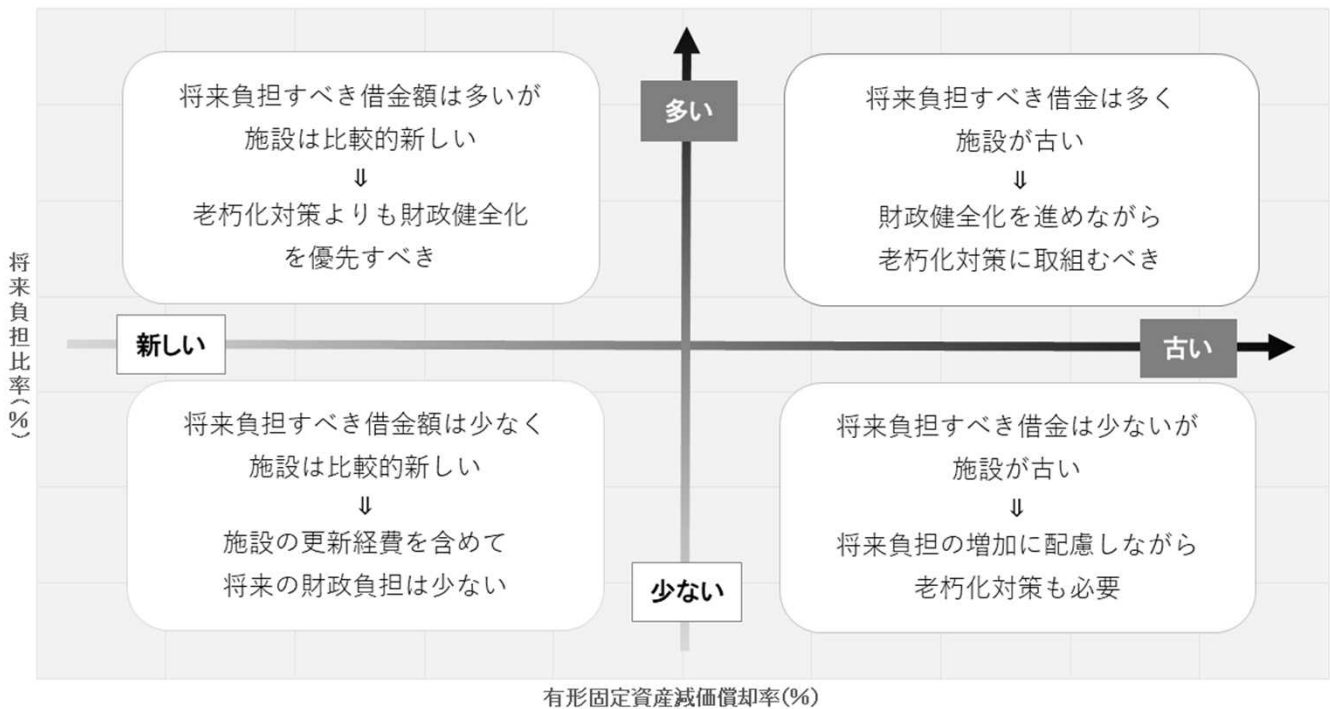 将来負担すべき借金額は多いが
施設は比較的新しい
⇓
老朽化対策よりも財政健全化
を優先すべき
多い
将来負担すべき借金は多く
施設が古い
⇓
財政健全化を進めながら
老朽化対策に取組むべき
将来負担比率(%)
新しい
古い
将来負担すべき借金額は少なく
施設は比較的新しい
⇓
施設の更新経費を含めて
将来の財政負担は少ない
少ない
将来負担すべき借金は少ないが
施設が古い
⇓
将来負担の増加に配慮しながら
老朽化対策も必要
有形固定資産減価償却率(%)